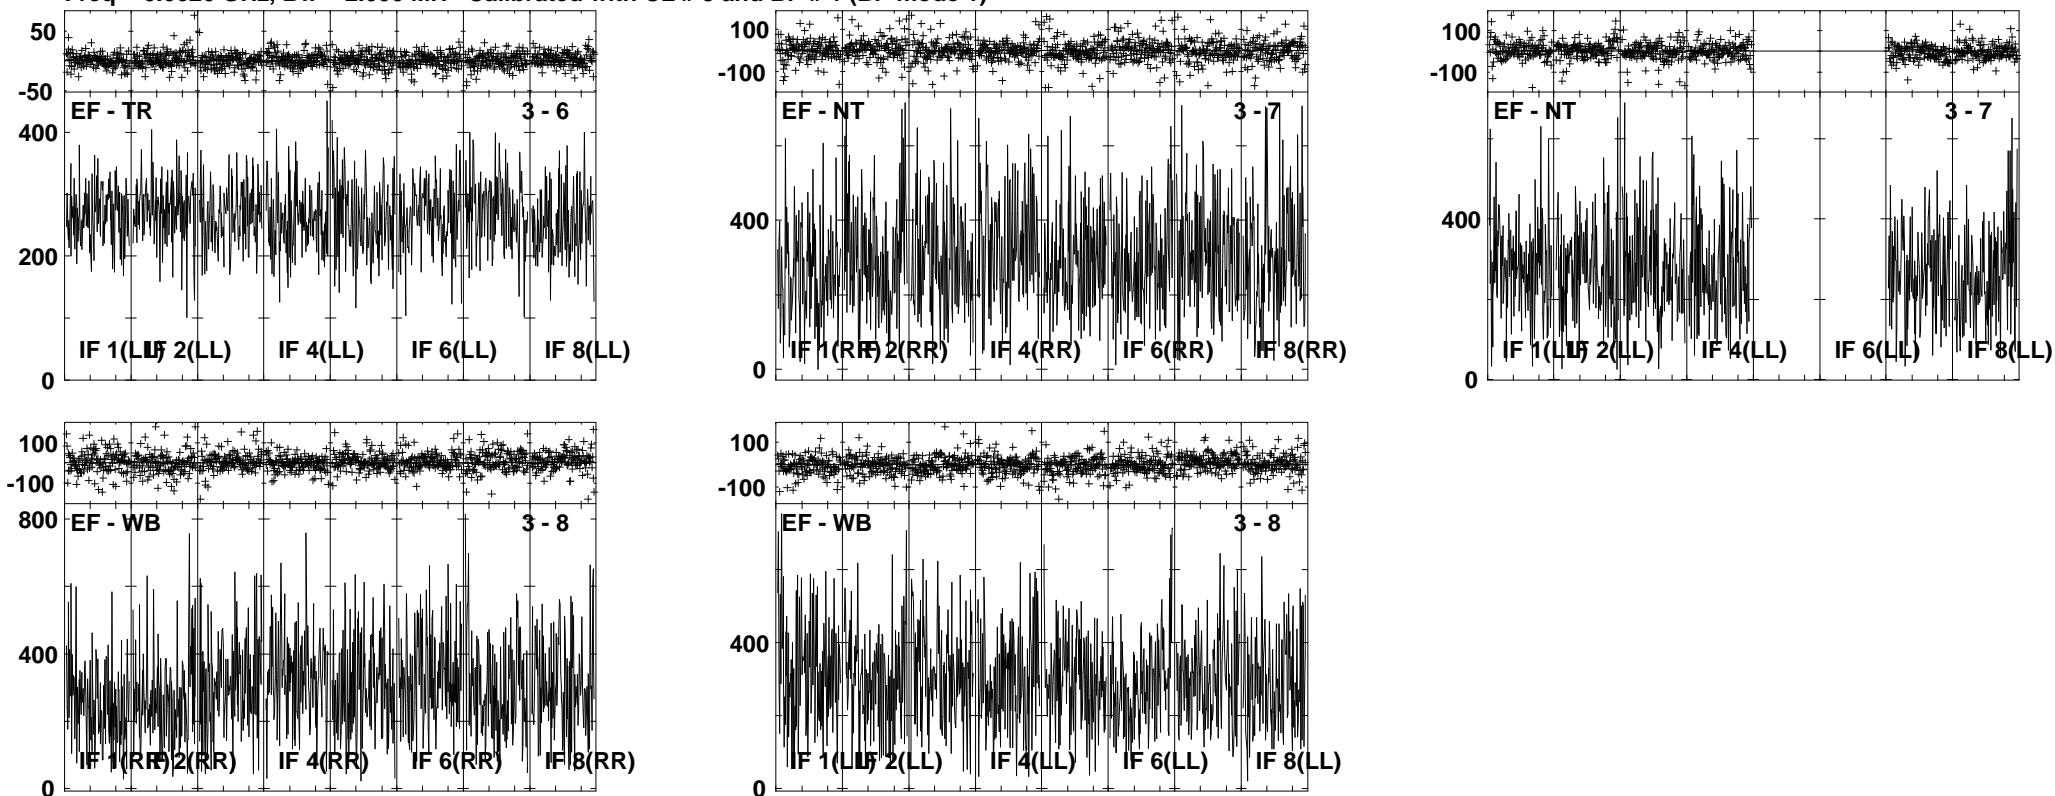 50
-50
EF - TR
3 - 6
400
200
0
IF 1(LL)
IF 2(LL)
IF 4(LL)
IF 6(LL)
IF 8(LL)
100
-100
EF - NT
3 - 7
400
0
IF 1(RR)
IF 2(RR)
IF 4(RR)
IF 6(RR)
IF 8(RR)
100
-100
EF - NT
3 - 7
400
0
IF 1(LL)
IF 2(LL)
IF 4(LL)
IF 6(LL)
IF 8(LL)
100
-100
EF - WB
3 - 8
800
400
0
IF 1(RR)
IF 2(RR)
IF 4(RR)
IF 6(RR)
IF 8(RR)
100
-100
EF - WB
3 - 8
400
0
IF 1(LL)
IF 2(LL)
IF 4(LL)
IF 6(LL)
IF 8(LL)